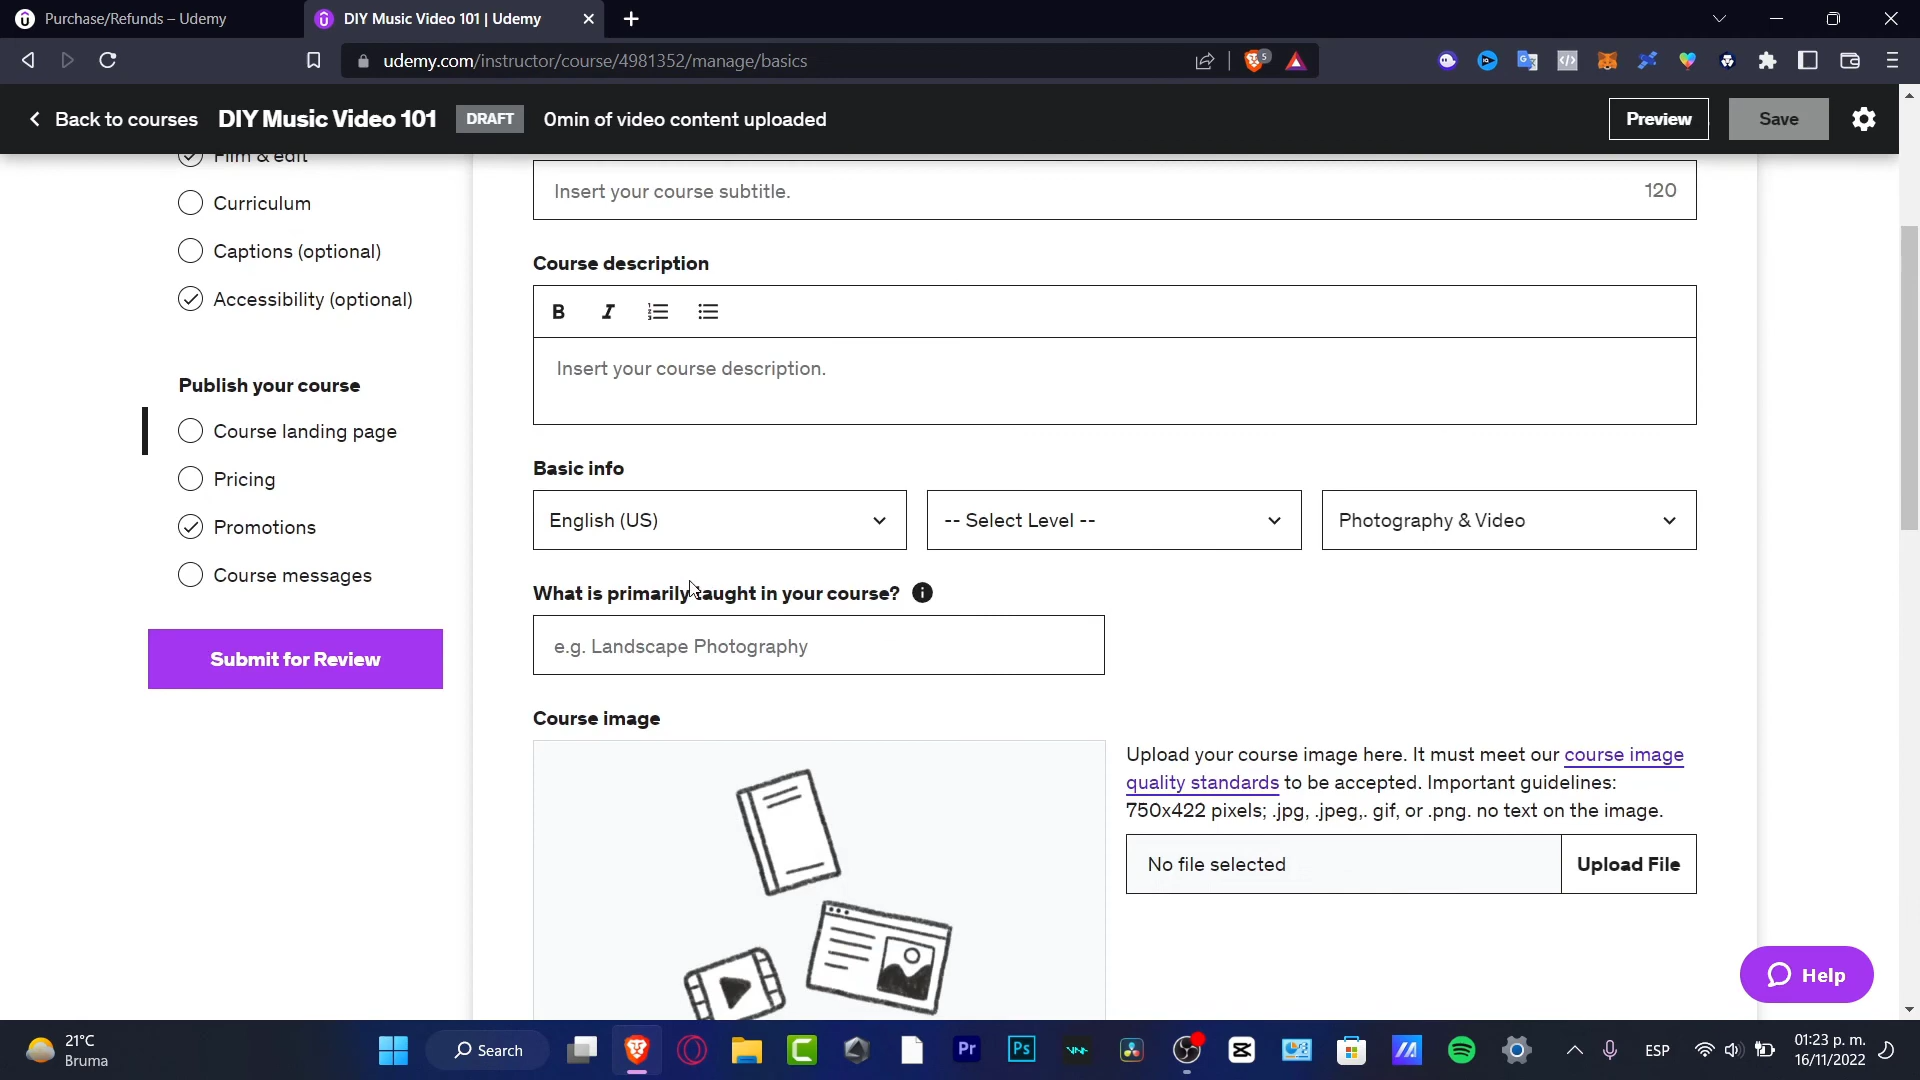 Purchase/Refunds – Udemy
DIY Music Video 101 | Udemy
udemy.com/instructor/course/4981352/manage/basics
5
Back to courses
DIY Music Video 101
DRAFT
0min of video content uploaded
Preview
Save
Film & edit
Curriculum
Captions (optional)
Accessibility (optional)
Publish your course
Course landing page
Pricing
Promotions
Course messages
Submit for Review
Insert your course subtitle.
120
Course description
B I
Insert your course description.
Basic info
English (US)
-- Select Level --
Photography & Video
What is primarily taught in your course?
e.g. Landscape Photography
Course image
Upload your course image here. It must meet our course image
quality standards to be accepted. Important guidelines:
750x422 pixels; .jpg, .jpeg,. gif, or .png. no text on the image.
No file selected
Upload File
Help
21°C
Bruma
Search
Pr
Ps
ESP
01:23 p. m.
16/11/2022